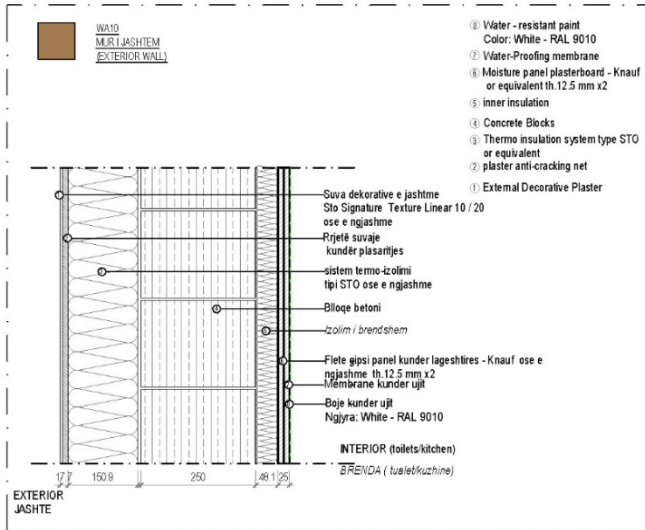 WA10
MUR I JASHTEM
(EXTERIOR WALL)
⑧ Water - resistant paint
Color: White - RAL 9010
⑦ Water-Proofing membrane
⑥ Moisture panel plasterboard - Knauf
or equivalent th.12.5 mm x2
⑤ inner insulation
④ Concrete Blocks
③ Thermo insulation system type STO
or equivalent
② plaster anti-cracking net
① External Decorative Plaster
Suva dekorative e jashtme
Sto Signature Texture Linear 10 / 20
ose e ngjashme
Rrjetë suvaje
kundër plasaritjes
sistem termo-izolimi
tipi STO ose e ngjashme
Blloqe betoni
Izolim i brendshem
Flete gipsi panel kunder lageshtires - Knauf ose e
ngjashme th.12.5 mm x2
Membrane kunder ujit
Boje kunder ujit
Ngjyra: White - RAL 9010
INTERIOR (toilets/kitchen)
BRENDA ( tualet/kuzhine)
17 7 150.9 250 48.1 25
EXTERIOR
JASHTE